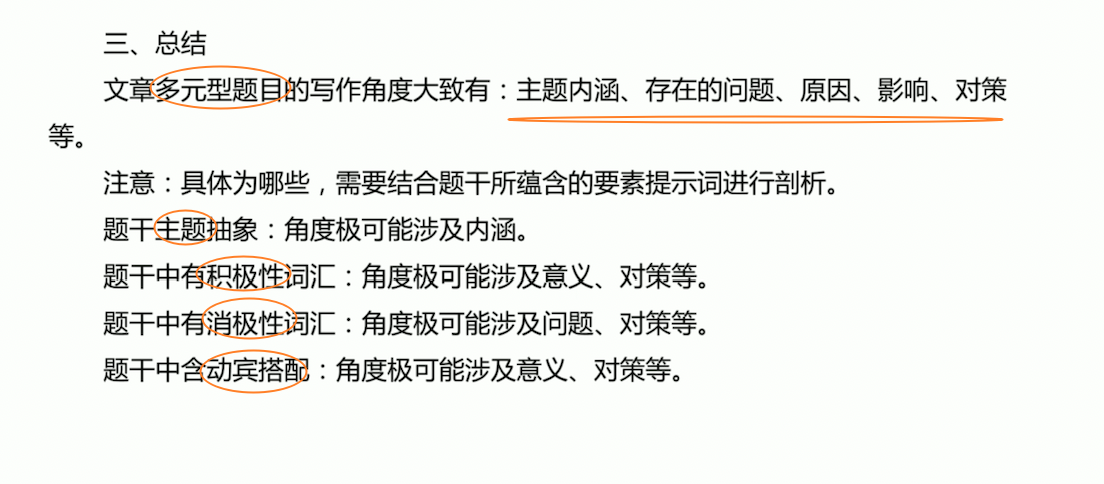 三、总结
文章多元型题目的写作角度大致有：主题内涵、存在的问题、原因、影响、对策
等。
注意：具体为哪些，需要结合题干所蕴含的要素提示词进行剖析。
题干主题抽象：角度极可能涉及内涵。
题干中有积极性词汇：角度极可能涉及意义、对策等。
题干中有消极性词汇：角度极可能涉及问题、对策等。
题干中含动宾搭配：角度极可能涉及意义、对策等。